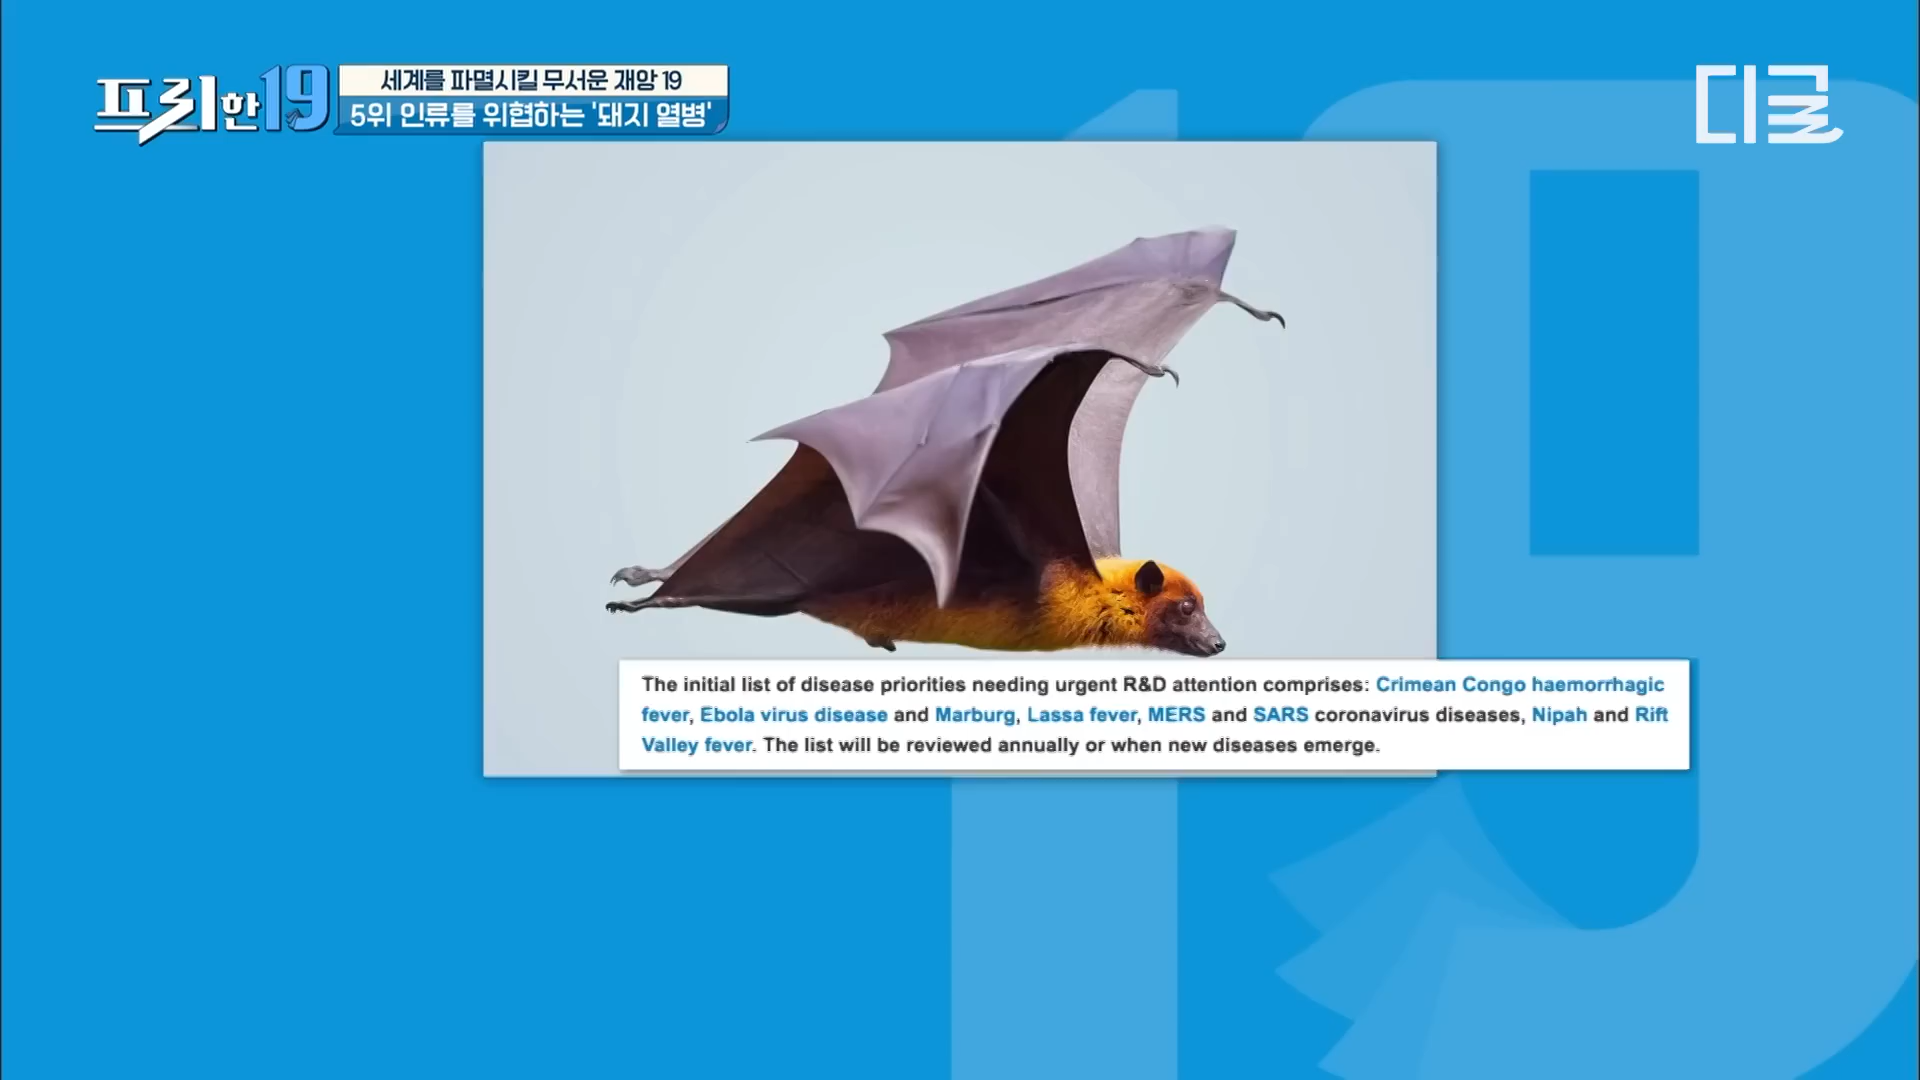 프리한19
세계를 파멸시킬 무서운 재앙 19
5위 인류를 위협하는 '돼지 열병'
디글
The initial list of disease priorities needing urgent R&D attention comprises: Crimean Congo haemorrhagic
fever, Ebola virus disease and Marburg, Lassa fever, MERS and SARS coronavirus diseases, Nipah and Rift
Valley fever. The list will be reviewed annually or when new diseases emerge.